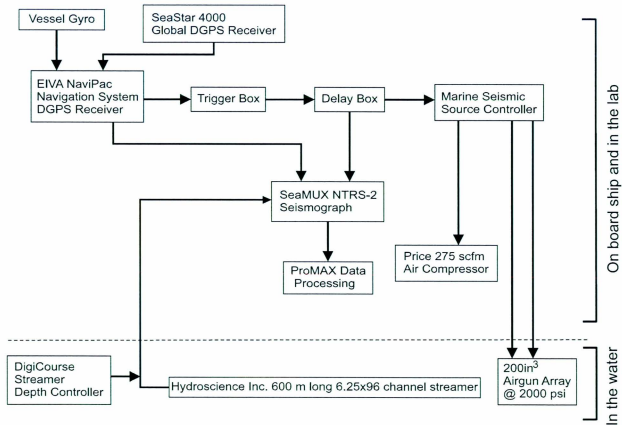 Vessel Gyro
SeaStar 4000
Global DGPS Receiver
EIVA NaviPac
Navigation System
DGPS Receiver
Trigger Box
Delay Box
Marine Seismic
Source Controller
SeaMUX NTRS-2
Seismograph
ProMAX Data
Processing
Price 275 scfm
Air Compressor
On board ship and in the lab
DigiCourse
Streamer
Depth Controller
Hydroscience Inc. 600 m long 6.25x96 channel streamer
200in³
Airgun Array
@ 2000 psi
In the water